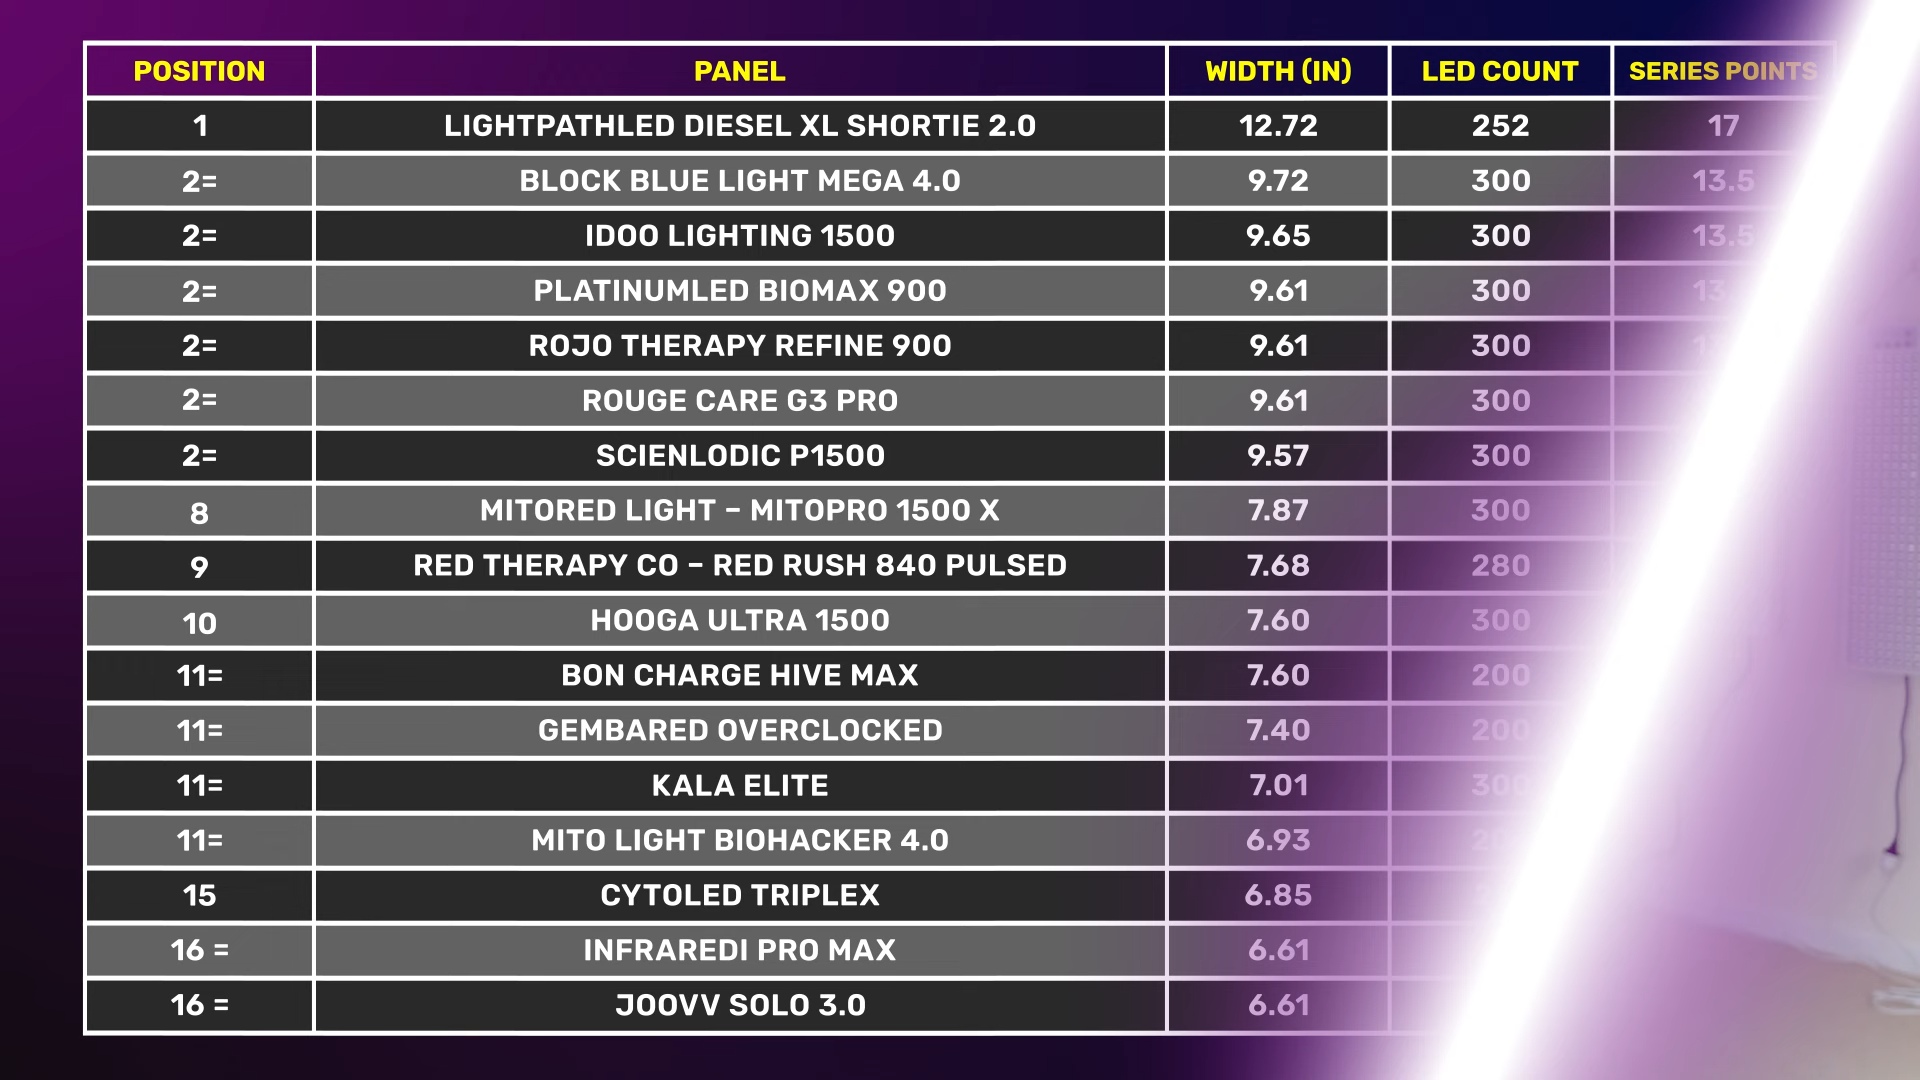 POSITION PANEL WIDTH (IN) LED COUNT SERIES POINTS
1 LIGHTPATHLED DIESEL XL SHORTIE 2.0 12.72 252 17
2= BLOCK BLUE LIGHT MEGA 4.0 9.72 300 13.5
2= IDOO LIGHTING 1500 9.65 300 13.5
2= PLATINUMLED BIOMAX 900 9.61 300
2= ROJO THERAPY REFINE 900 9.61 300
2= ROUGE CARE G3 PRO 9.61 300
2= SCIENLODIC P1500 9.57 300
8 MITORED LIGHT – MITOPRO 1500 X 7.87 300
9 RED THERAPY CO – RED RUSH 840 PULSED 7.68 280
10 HOOGA ULTRA 1500 7.60 300
11= BON CHARGE HIVE MAX 7.60 200
11= GEMBARED OVERCLOCKED 7.40 200
11= KALA ELITE 7.01 300
11= MITO LIGHT BIOHACKER 4.0 6.93
15 CYTOLED TRIPLEX 6.85
16 = INFRAREDI PRO MAX 6.61
16 = JOOVV SOLO 3.0 6.61